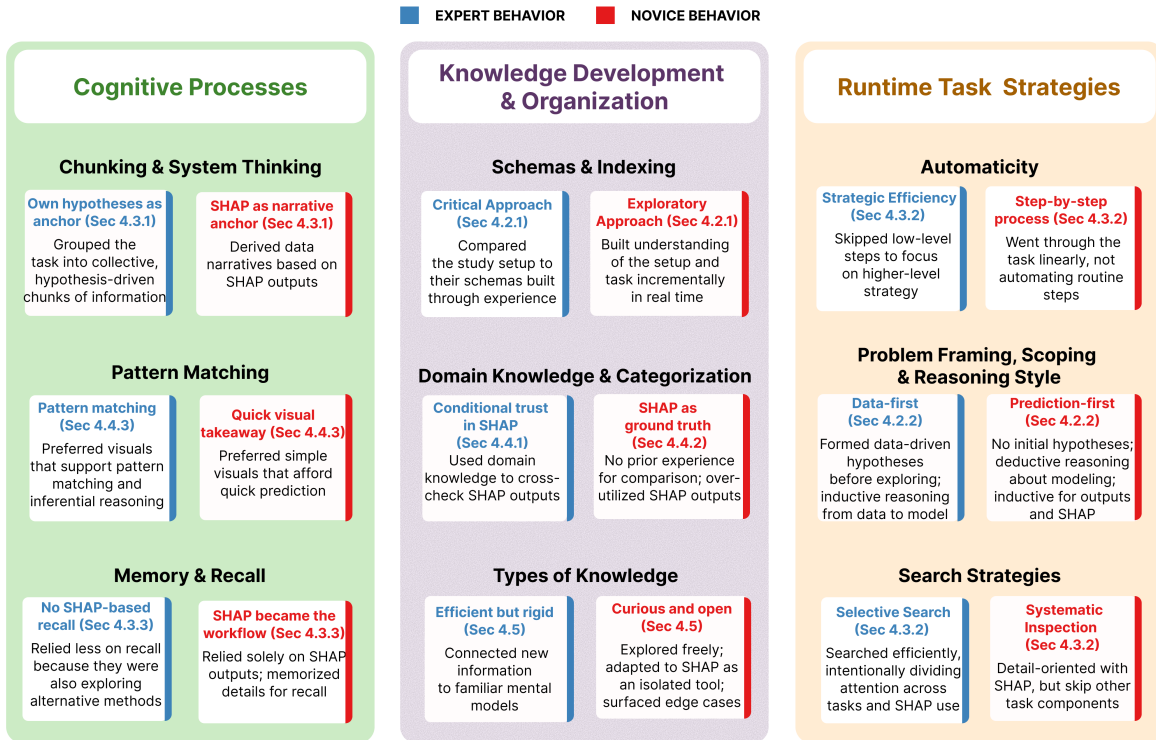 EXPERT BEHAVIOR
NOVICE BEHAVIOR
Cognitive Processes
Chunking & System Thinking
Own hypotheses as
anchor (Sec 4.3.1)
Grouped the
task into collective,
hypothesis-driven
chunks of information
SHAP as narrative
anchor (Sec 4.3.1)
Derived data
narratives based on
SHAP outputs
Pattern Matching
Pattern matching
(Sec 4.4.3)
Preferred visuals
that support pattern
matching and
inferential reasoning
Quick visual
takeaway (Sec 4.4.3)
Preferred simple
visuals that afford
quick prediction
Memory & Recall
No SHAP-based
recall (Sec 4.3.3)
Relied less on recall
because they were
also exploring
alternative methods
SHAP became the
workflow (Sec 4.3.3)
Relied solely on SHAP
outputs; memorized
details for recall
Knowledge Development
& Organization
Schemas & Indexing
Critical Approach
(Sec 4.2.1)
Compared
the study setup to
their schemas built
through experience
Exploratory
Approach (Sec 4.2.1)
Built understanding
of the setup and
task incrementally
in real time
Domain Knowledge & Categorization
Conditional trust
in SHAP
(Sec 4.4.1)
Used domain
knowledge to cross-
check SHAP outputs
SHAP as
ground truth
(Sec 4.4.2)
No prior experience
for comparison; over-
utilized SHAP outputs
Types of Knowledge
Efficient but rigid
(Sec 4.5)
Connected new
information
to familiar mental
models
Curious and open
(Sec 4.5)
Explored freely;
adapted to SHAP as
an isolated tool;
surfaced edge cases
Runtime Task Strategies
Automaticity
Strategic Efficiency
(Sec 4.3.2)
Skipped low-level
steps to focus
on higher-level
strategy
Step-by-step
process (Sec 4.3.2)
Went through the
task linearly, not
automating routine
steps
Problem Framing, Scoping
& Reasoning Style
Data-first
(Sec 4.2.2)
Formed data-driven
hypotheses
before exploring;
inductive reasoning
from data to model
Prediction-first
(Sec 4.2.2)
No initial hypotheses;
deductive reasoning
about modeling;
inductive for outputs
and SHAP
Search Strategies
Selective Search
(Sec 4.3.2)
Searched efficiently,
intentionally dividing
attention across
tasks and SHAP use
Systematic
Inspection
(Sec 4.3.2)
Detail-oriented with
SHAP, but skip other
task components